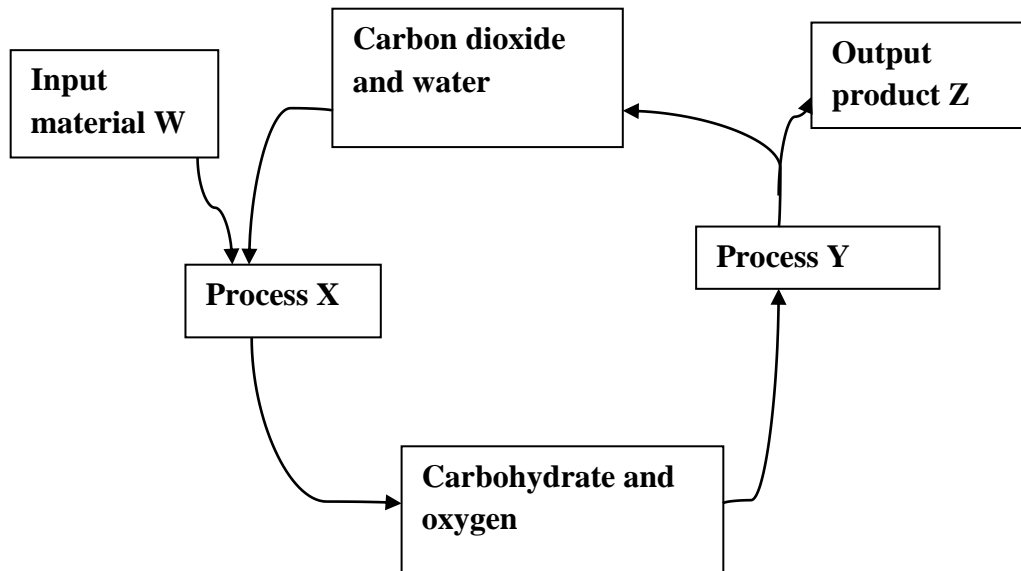 Input
material W
Carbon dioxide
and water
Output
product Z
Process X
Process Y
Carbohydrate and
oxygen